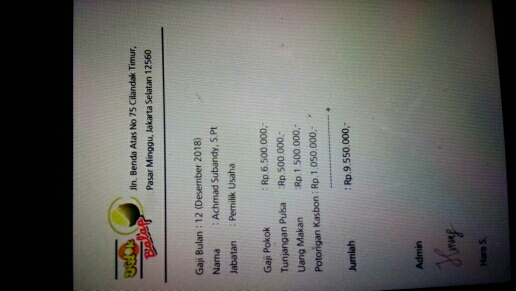 Jln. Benda Atas No 75 Cilandak Timur,
Pasar Minggu, Jakarta Selatan 12560
Gaji Bulan : 12 (Desember 2018)
Nama : Achmad Subandy, S.Pt
Jabatan : Pemilik Usaha
Gaji Pokok : Rp.6.500.000,-
Tunjangan Pulsa :Rp.500.000,-
Uang Makan :Rp.1.500.000,-
Potongan Kasbon : Rp.1.050.000,-
+
Jumlah : Rp.9.550.000,-
Admin
Hana S.